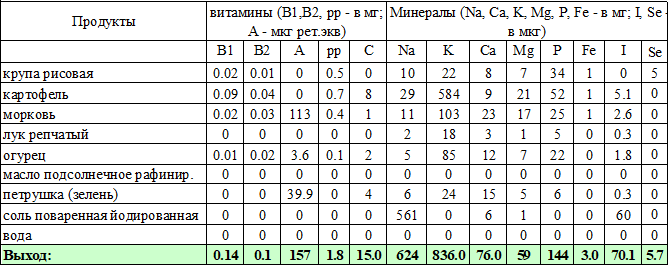 Продукты витамины (B1,B2, pp - в мг; A - мкг рет.экв) Минералы (Na, Ca, K, Mg, P, Fe - в мг; I, Se - в мкг)
B1 B2 A pp C Na K Ca Mg P Fe I Se
крупа рисовая 0.02 0.01 0 0.5 0 10 22 8 7 34 1 0 5
картофель 0.09 0.04 0 0.7 8 29 584 9 21 52 1 5.1 0
морковь 0.02 0.03 113 0.4 1 11 103 23 17 25 1 2.6 0
лук репчатый 0 0 0 0 0 2 18 3 1 5 0 0.3 0
огурец 0.01 0.02 3.6 0.1 2 5 85 12 7 22 0 1.8 0
масло подсолнечное рафинир. 0 0 0 0 0 0 0 0 0 0 0 0 0
петрушка (зелень) 0 0 39.9 0 4 6 24 15 5 6 0 0.3 0
соль поваренная йодированная 0 0 0 0 0 561 0 6 1 0 0 60 0
вода 0 0 0 0 0 0 0 0 0 0 0 0 0
Выход: 0.14 0.1 157 1.8 15.0 624 836.0 76.0 59 144 3.0 70.1 5.7